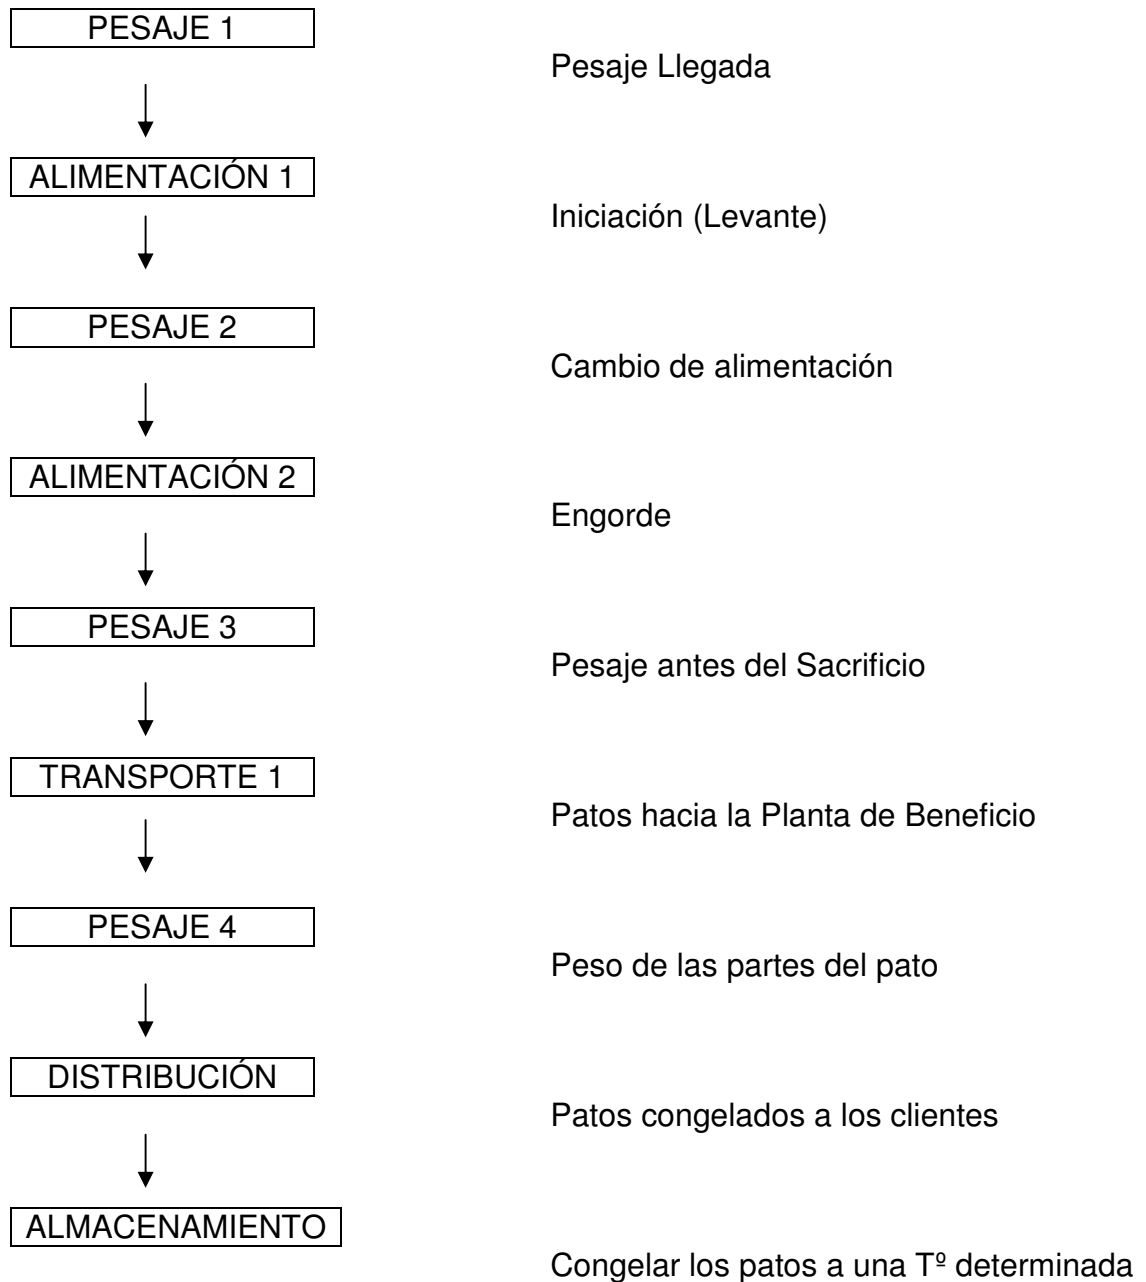 PESAJE 1
Pesaje Llegada
ALIMENTACIÓN 1
Iniciación (Levante)
PESAJE 2
Cambio de alimentación
ALIMENTACIÓN 2
Engorde
PESAJE 3
Pesaje antes del Sacrificio
TRANSPORTE 1
Patos hacia la Planta de Beneficio
PESAJE 4
Peso de las partes del pato
DISTRIBUCIÓN
Patos congelados a los clientes
ALMACENAMIENTO
Congelar los patos a una Tº determinada